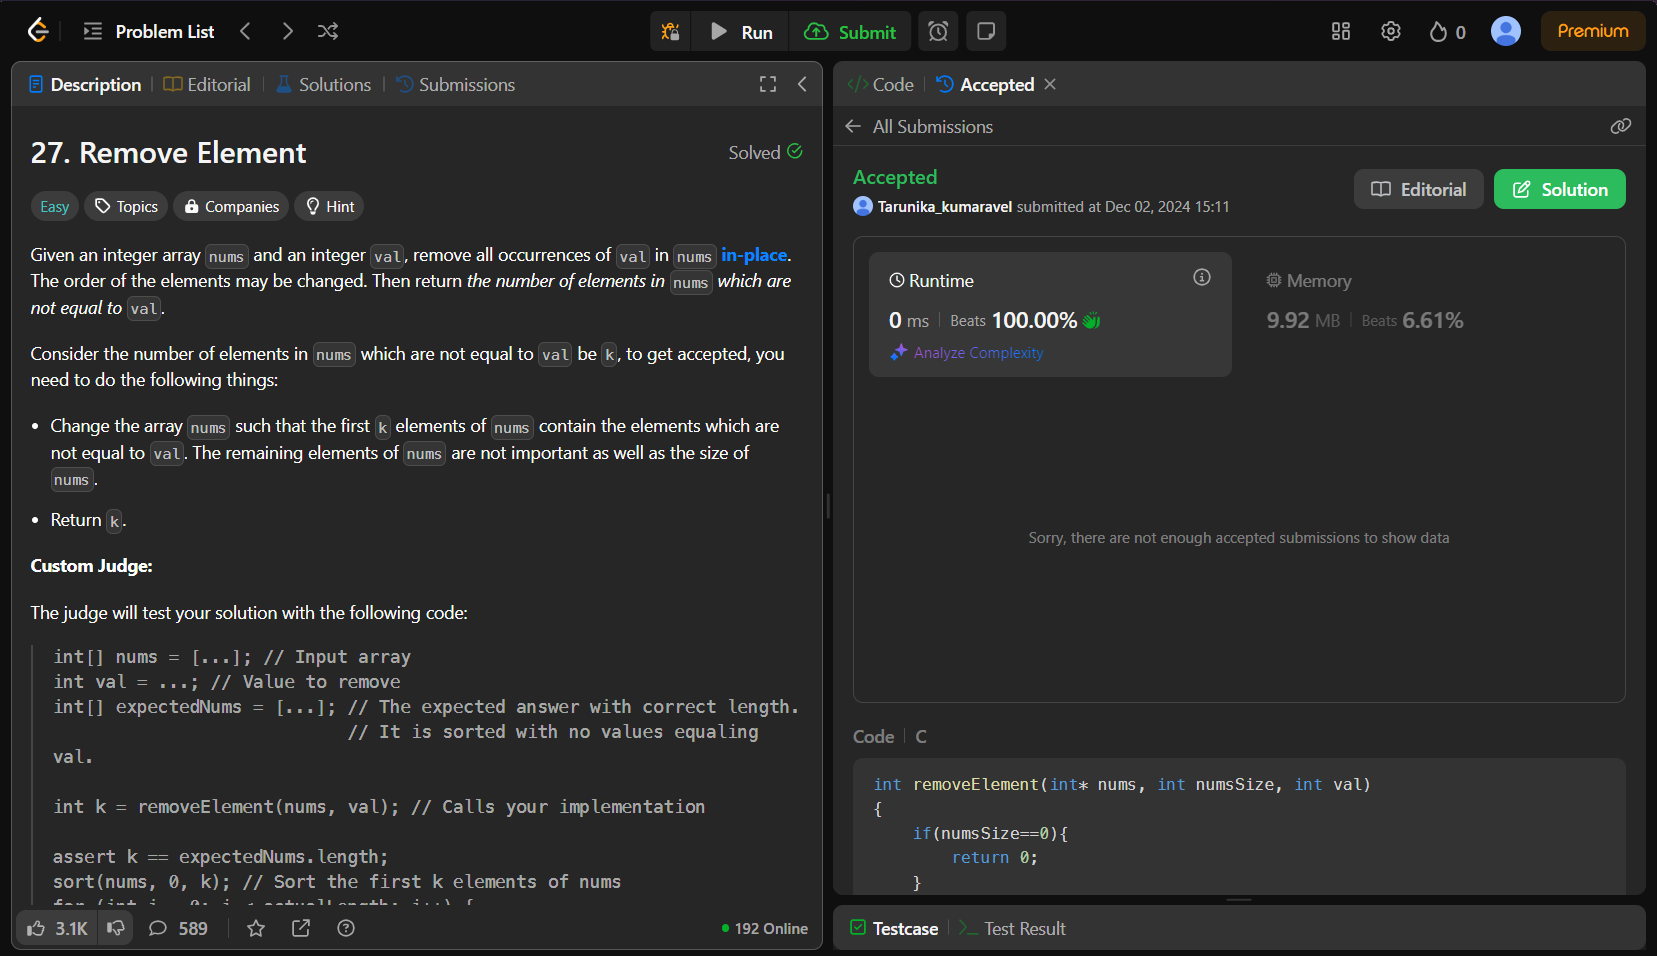 Problem List
Run
Submit
0
Premium
Description
Editorial
Solutions
Submissions
27. Remove Element
Solved
Easy
Topics
Companies
Hint
Given an integer array nums and an integer val, remove all occurrences of val in nums in-place.
The order of the elements may be changed. Then return the number of elements in nums which are
not equal to val.
Consider the number of elements in nums which are not equal to val be k, to get accepted, you
need to do the following things:
• Change the array nums such that the first k elements of nums contain the elements which are
not equal to val. The remaining elements of nums are not important as well as the size of
nums.
• Return k.
Custom Judge:
The judge will test your solution with the following code:
int[] nums = [...]; // Input array
int val = ...; // Value to remove
int[] expectedNums = [...]; // The expected answer with correct length.
// It is sorted with no values equaling
val.
int k = removeElement(nums, val); // Calls your implementation
assert k == expectedNums.length;
sort(nums, 0, k); // Sort the first k elements of nums
for (int i = 0; i < actualLength; i++) {
3.1K
589
192 Online
Code
Accepted
All Submissions
Accepted
Tarunika_kumaravel submitted at Dec 02, 2024 15:11
Editorial
Solution
Runtime
0 ms | Beats 100.00%
Analyze Complexity
Memory
9.92 MB | Beats 6.61%
Sorry, there are not enough accepted submissions to show data
Code | C
int removeElement(int* nums, int numsSize, int val)
{
if(numsSize==0){
return 0;
}
Testcase
Test Result